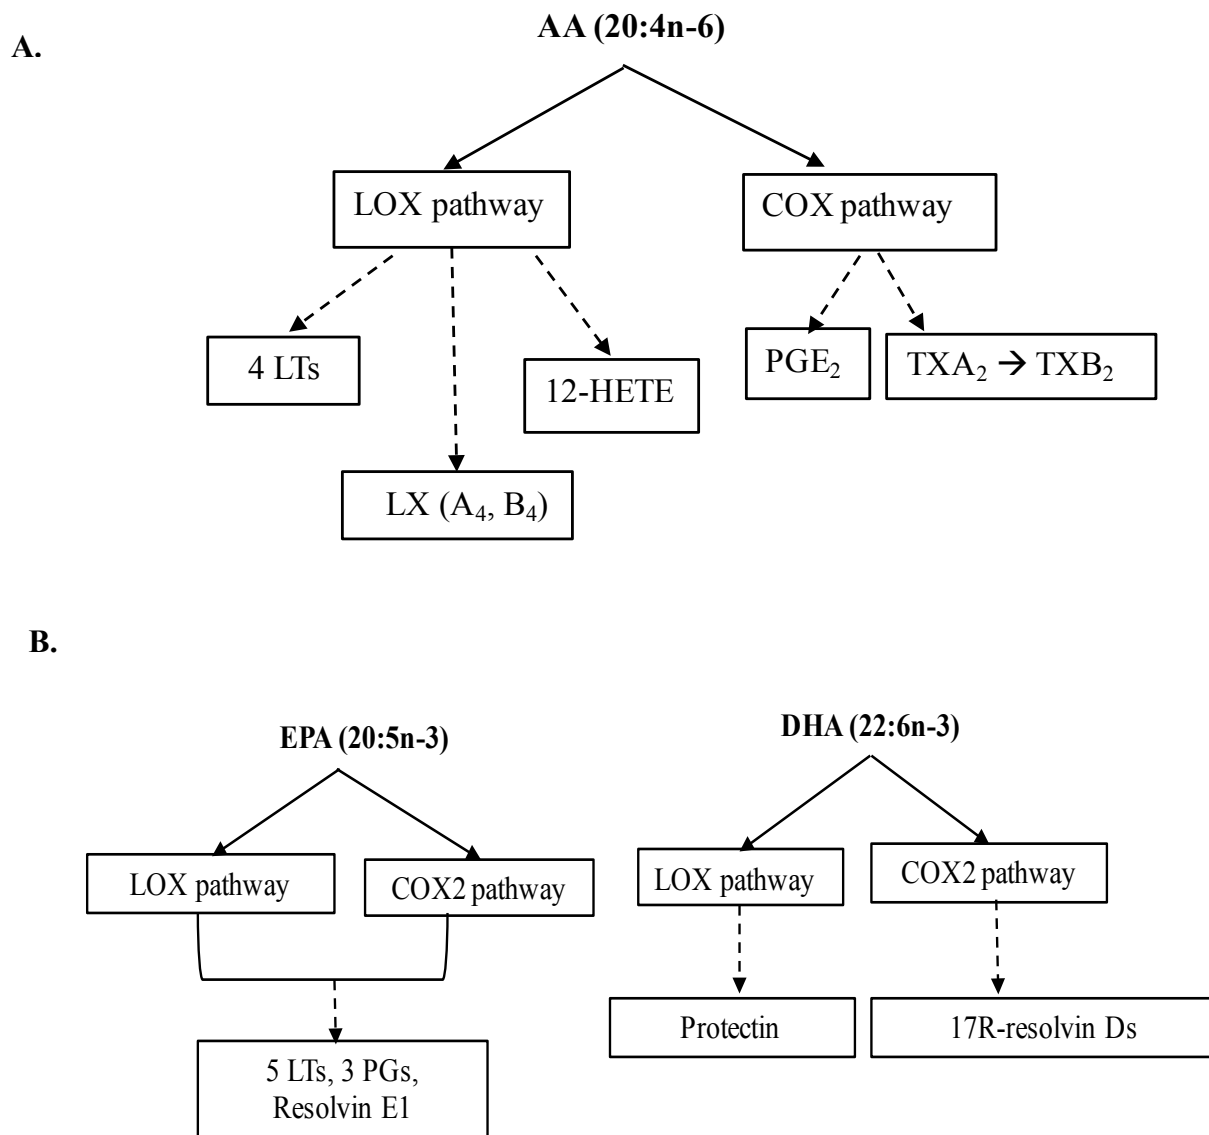 A.
AA (20:4n-6)
LOX pathway
COX pathway
4 LTs
12-HETE
PGE₂
TXA₂ → TXB₂
LX (A₄, B₄)
B.
EPA (20:5n-3)
DHA (22:6n-3)
LOX pathway
COX2 pathway
LOX pathway
COX2 pathway
5 LTs, 3 PGs,
Resolvin E1
Protectin
17R-resolvin Ds